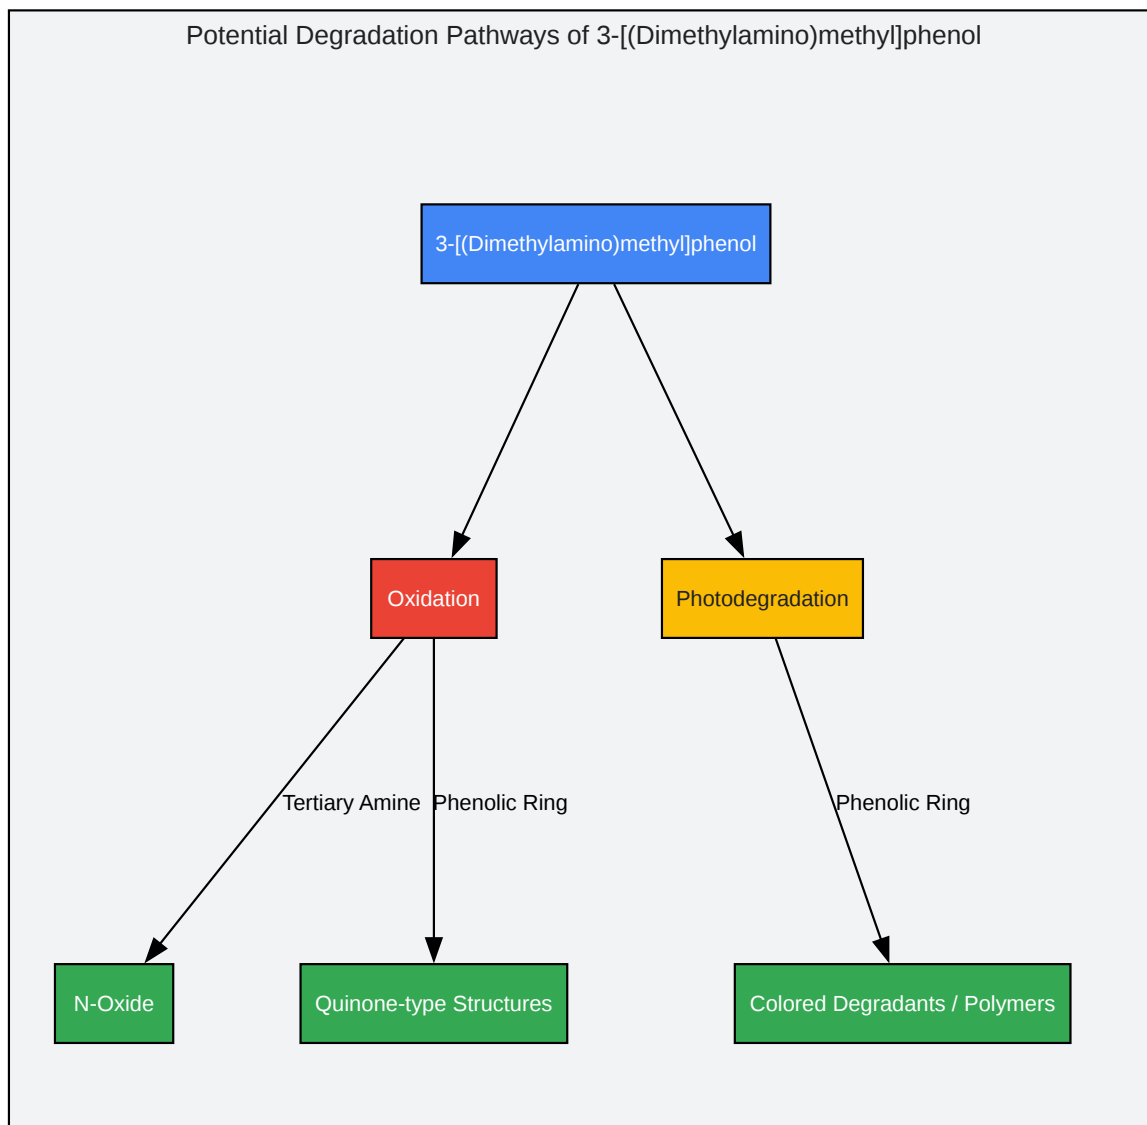 Potential Degradation Pathways of 3-[(Dimethylamino)methyl]phenol
3-[(Dimethylamino)methyl]phenol
Oxidation
Photodegradation
Tertiary Amine
Phenolic Ring
Phenolic Ring
N-Oxide
Quinone-type Structures
Colored Degradants / Polymers